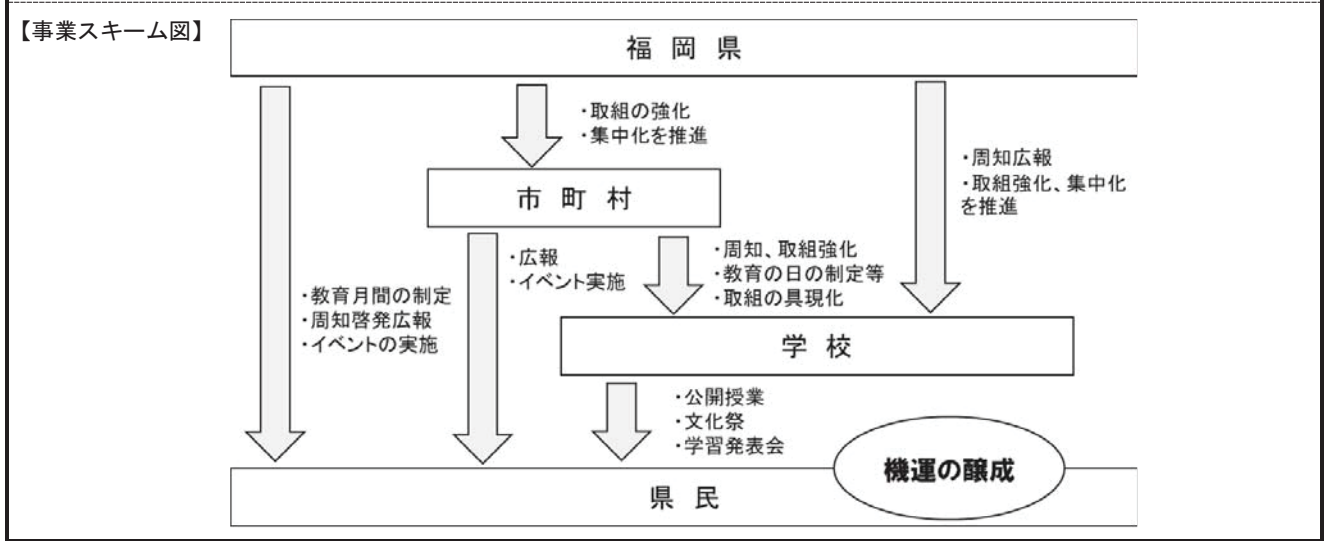 【事業スキーム図】
福岡県
・取組の強化
・集中化を推進
・周知広報
・取組強化、集中化
を推進
市町村
・広報
・イベント実施
・周知、取組強化
・教育の日の制定等
・取組の具現化
・教育月間の制定
・周知啓発広報
・イベントの実施
学校
・公開授業
・文化祭
・学習発表会
機運の醸成
県民